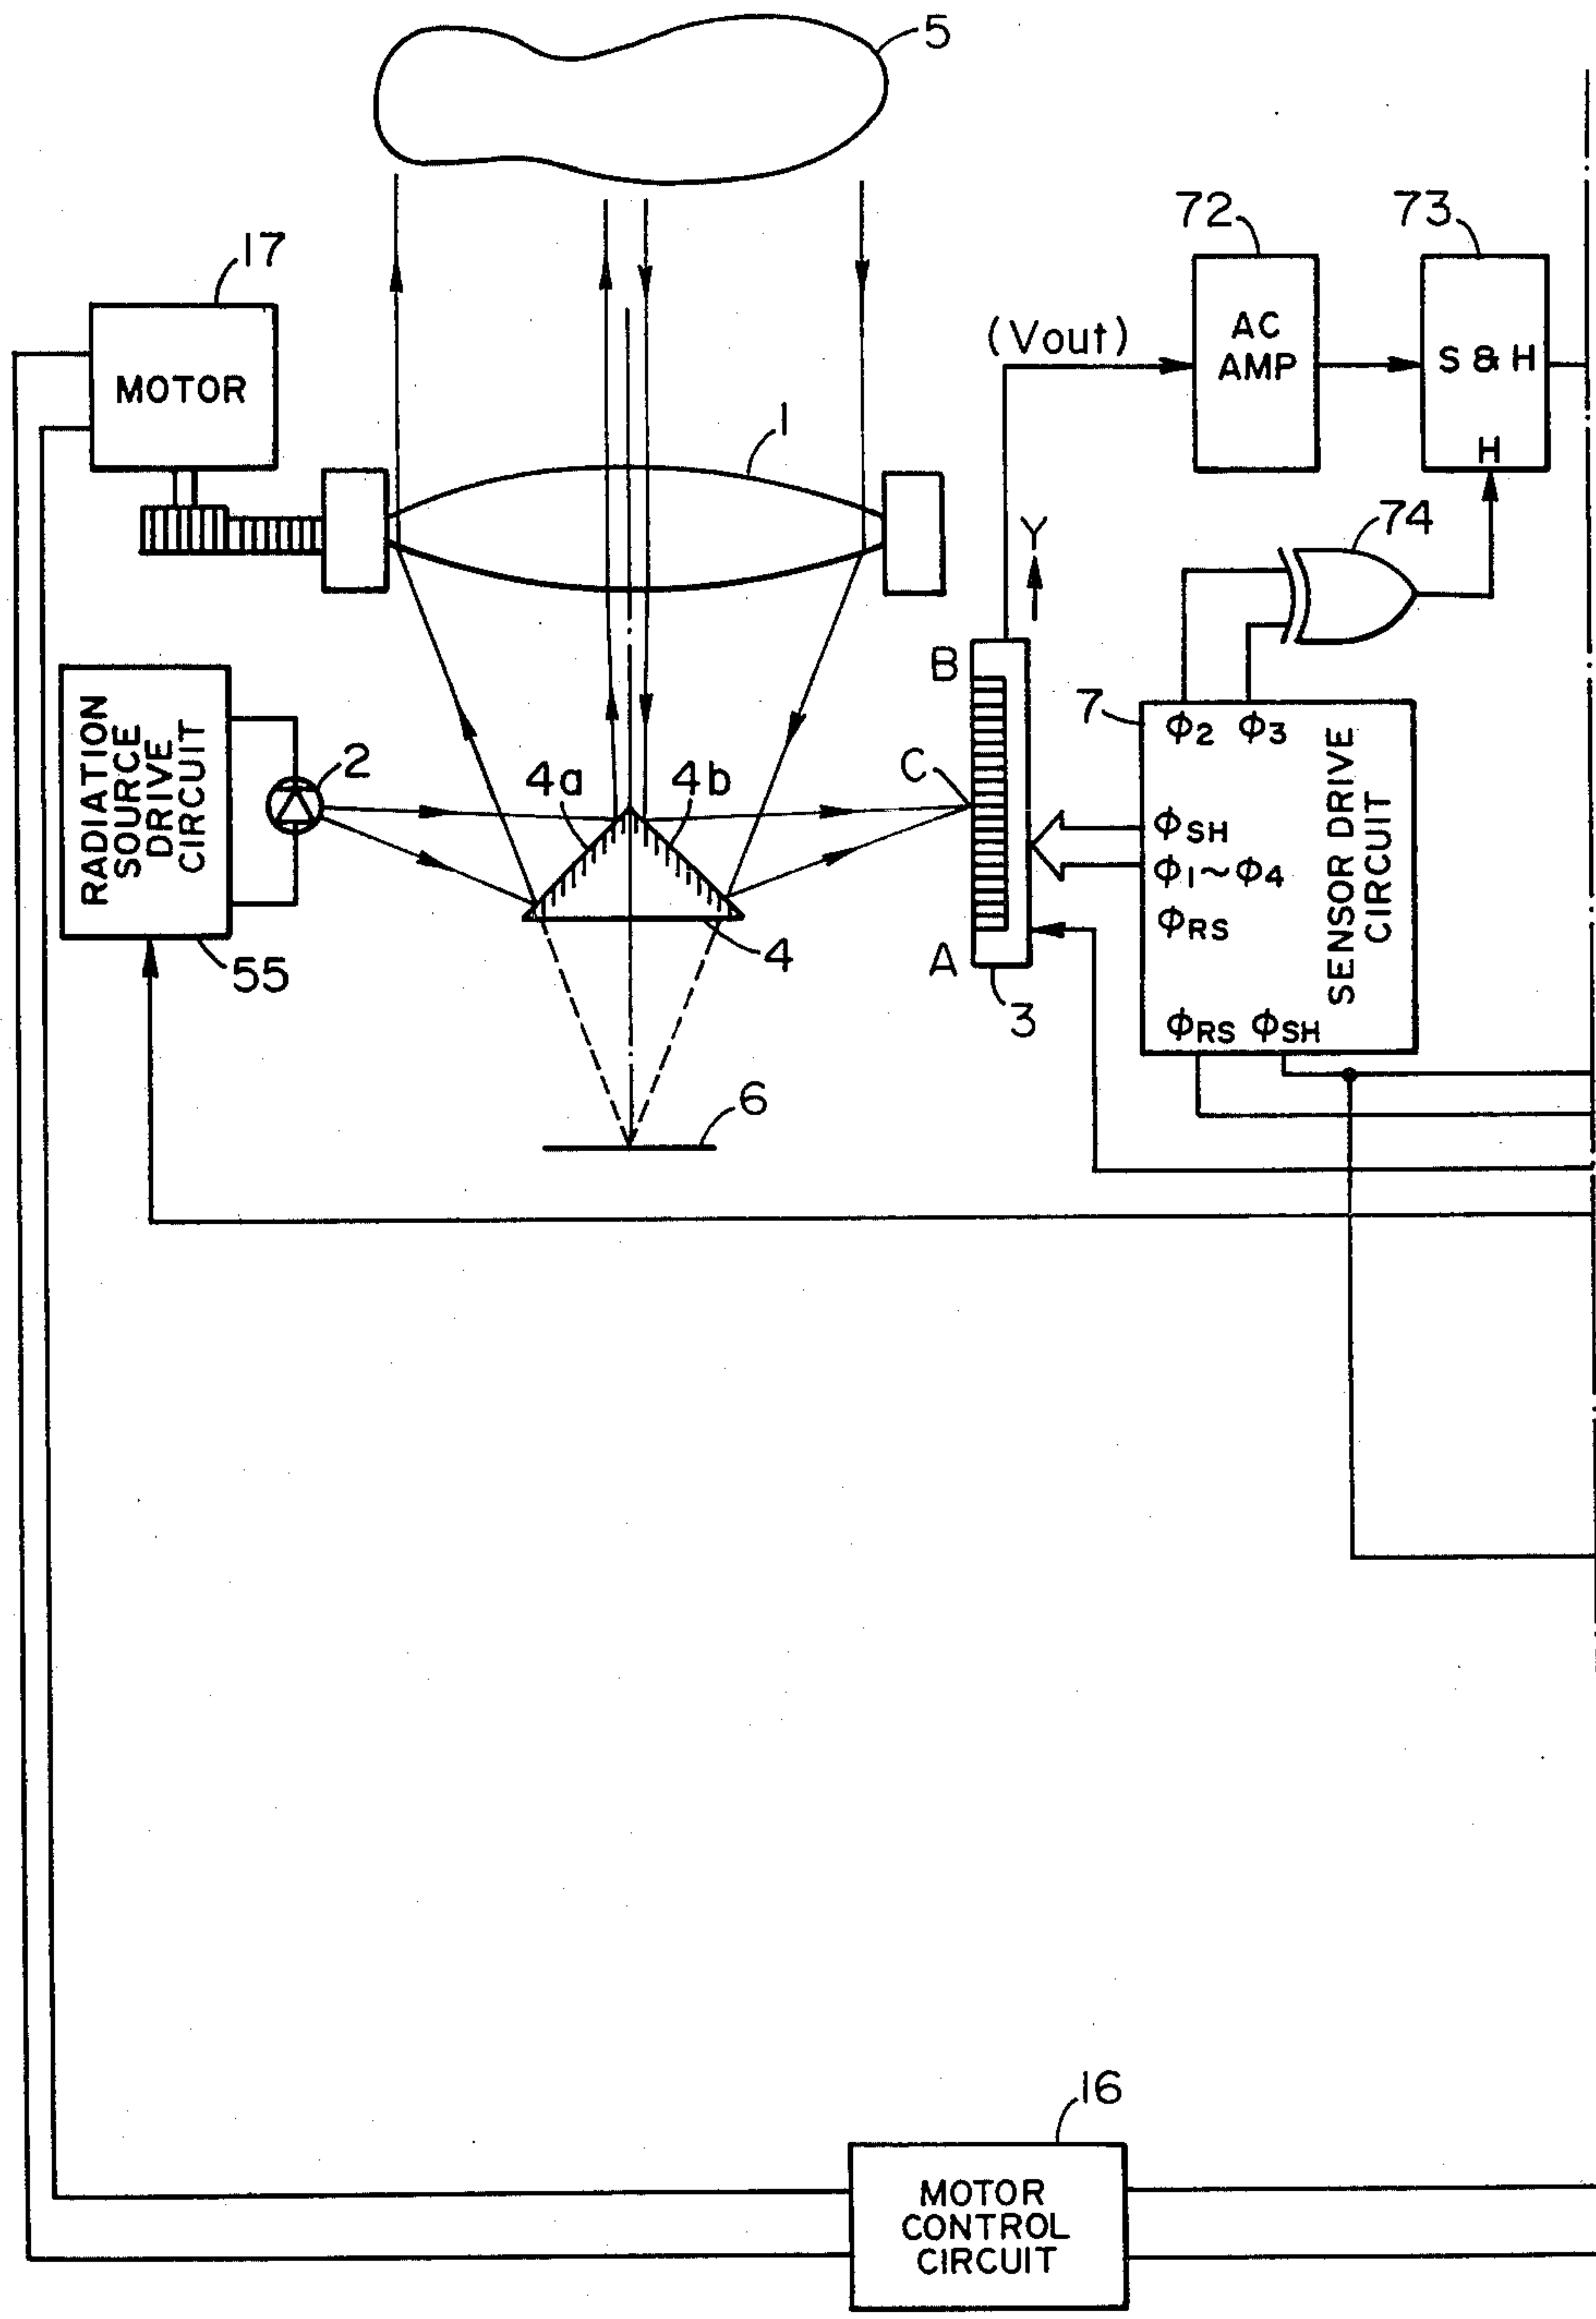 5
72
73
17
MOTOR
(Vout)
AC
AMP
S & H
H
1
74
Y
B
7
ϕ2 ϕ3
RADIATION
SOURCE
DRIVE
CIRCUIT
2
4a
4b
C
ϕSH
ϕ1~ϕ4
ϕRS
SENSOR DRIVE
CIRCUIT
55
4
A
3
ϕRS ϕSH
6
16
MOTOR
CONTROL
CIRCUIT